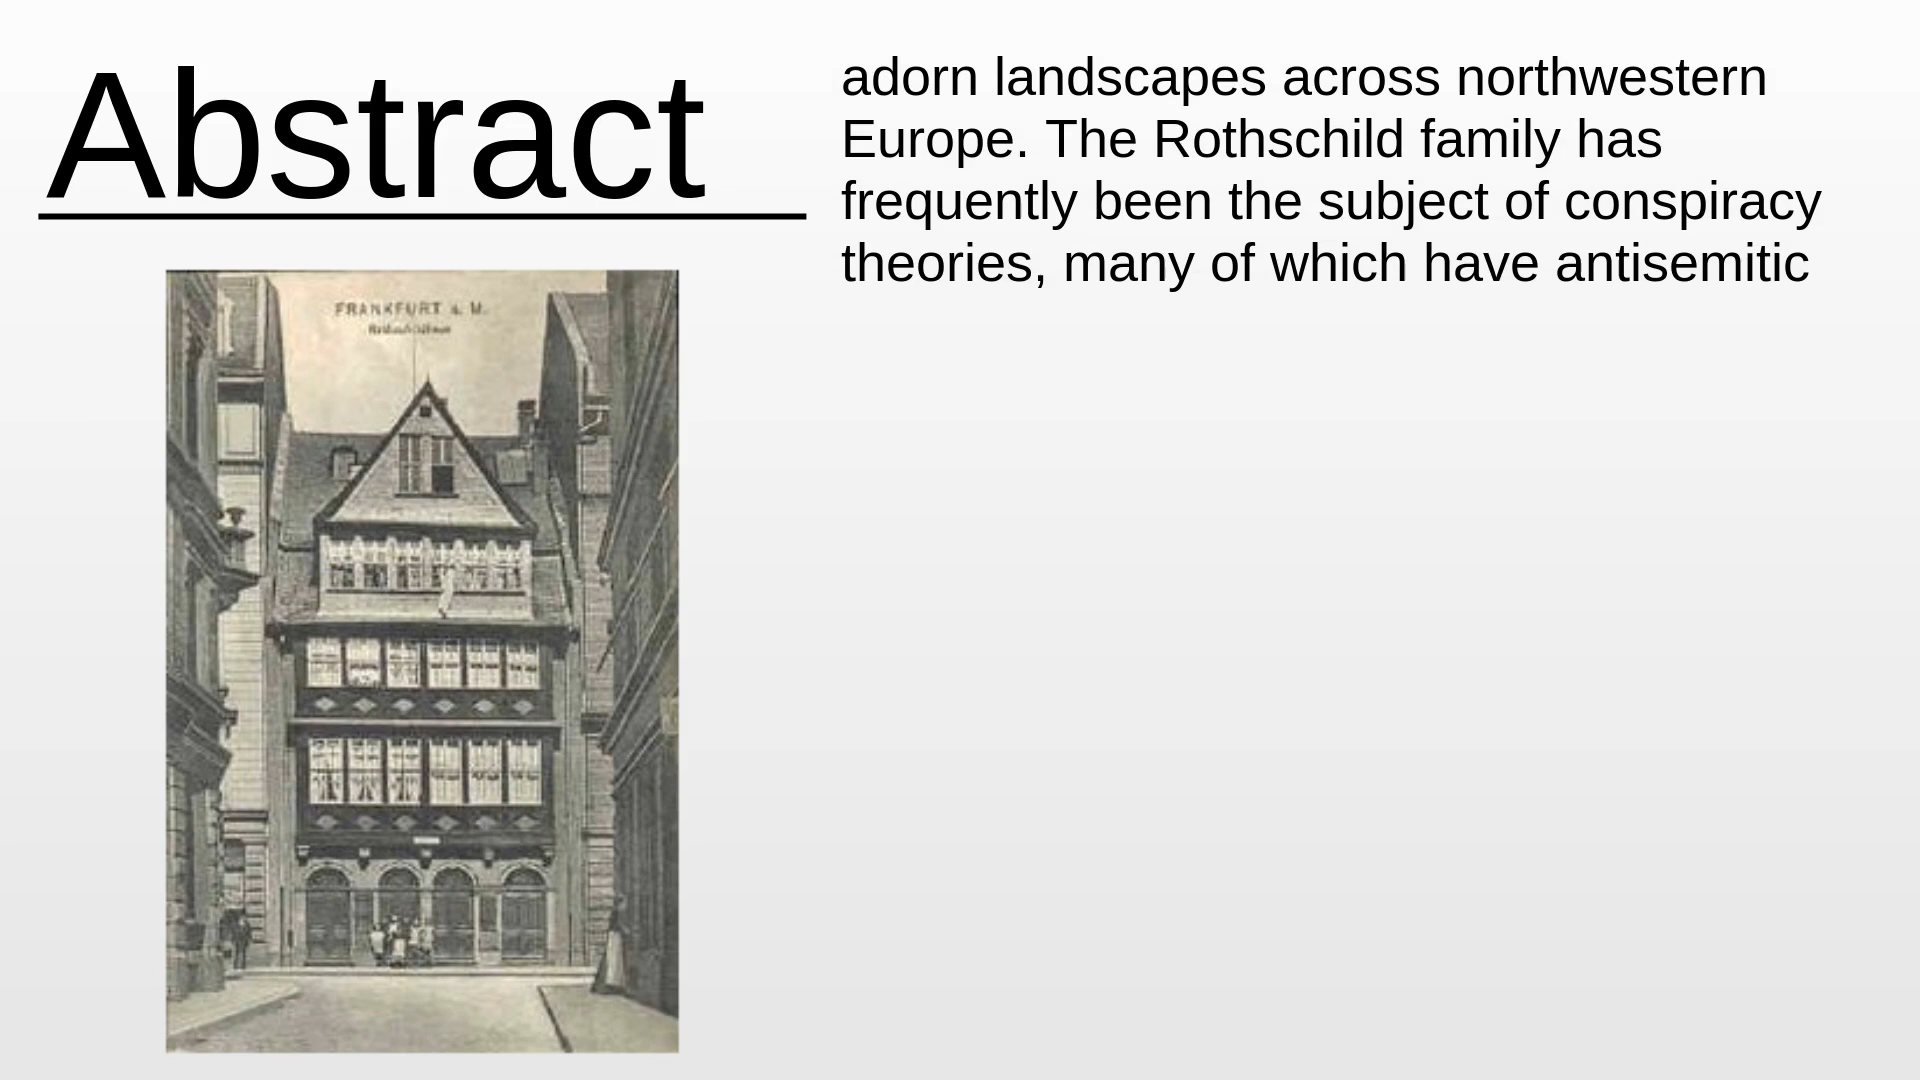 Abstract
adorn landscapes across northwestern
Europe. The Rothschild family has
frequently been the subject of conspiracy
theories, many of which have antisemitic
FRANKFURT a. M.